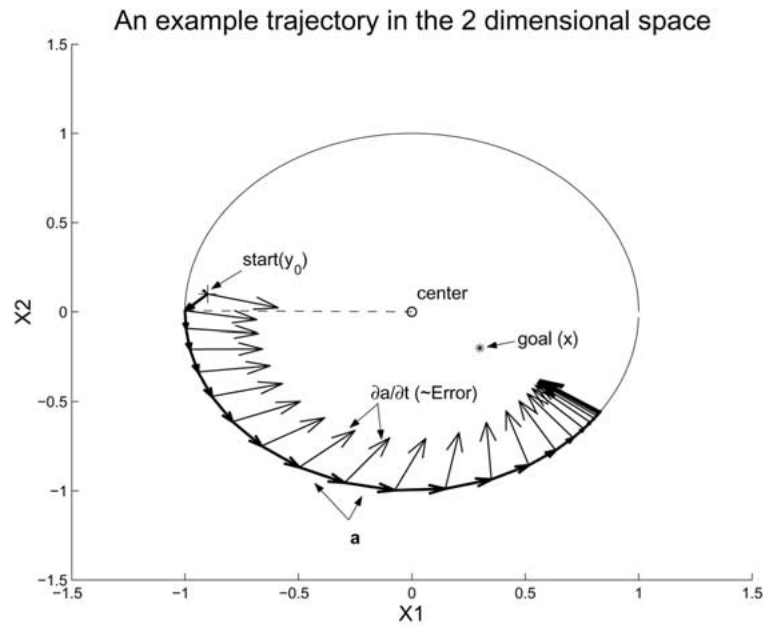 An example trajectory in the 2 dimensional space
1.5
1
0.5
0
−0.5
−1
−1.5
X2
start(y0)
center
goal (x)
∂a/∂t (~Error)
a
−1.5
−1
−0.5
0
0.5
1
1.5
X1